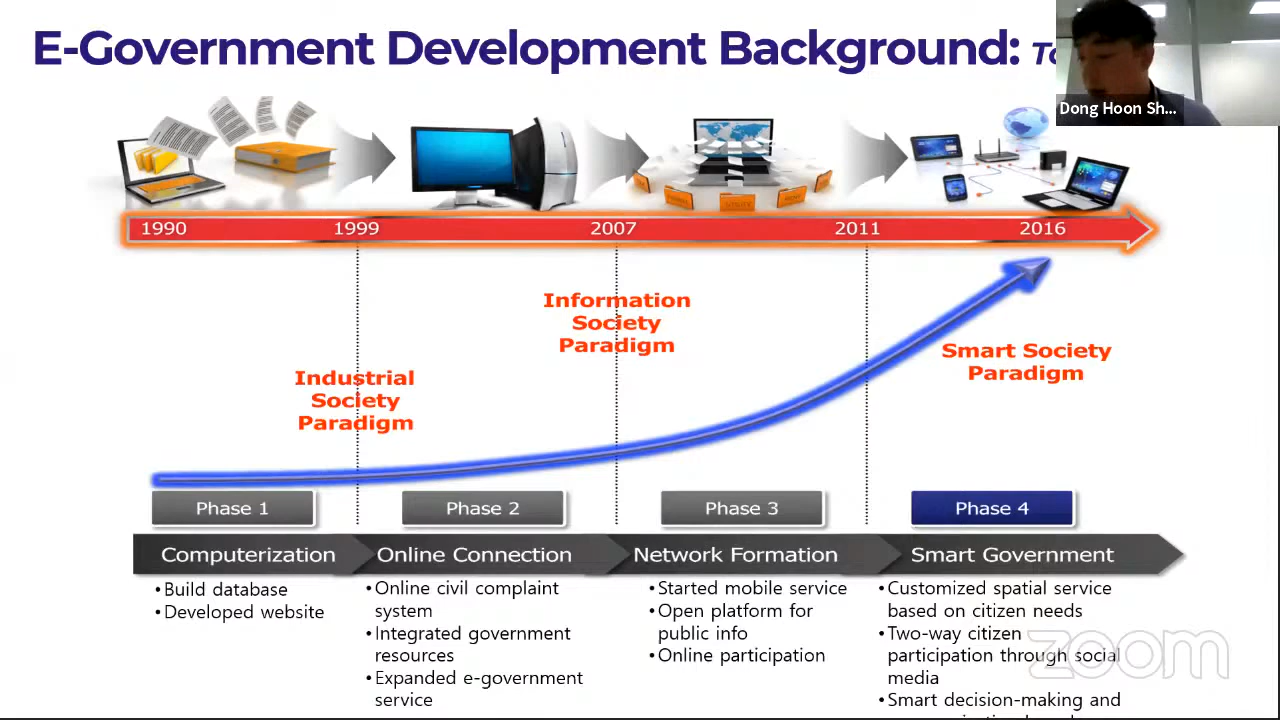 E-Government Development Background:
Dong Hoon Sh...
1990 1999 2007 2011 2016
Information
Society
Paradigm
Smart Society
Paradigm
Industrial
Society
Paradigm
Phase 1 Phase 2 Phase 3 Phase 4
Computerization Online Connection Network Formation Smart Government
•Build database
•Developed website
•Online civil complaint
system
•Integrated government
resources
•Expanded e-government
service
•Started mobile service
•Open platform for
public info
•Online participation
•Customized spatial service
based on citizen needs
•Two-way citizen
participation through social
media
•Smart decision-making and
zoom